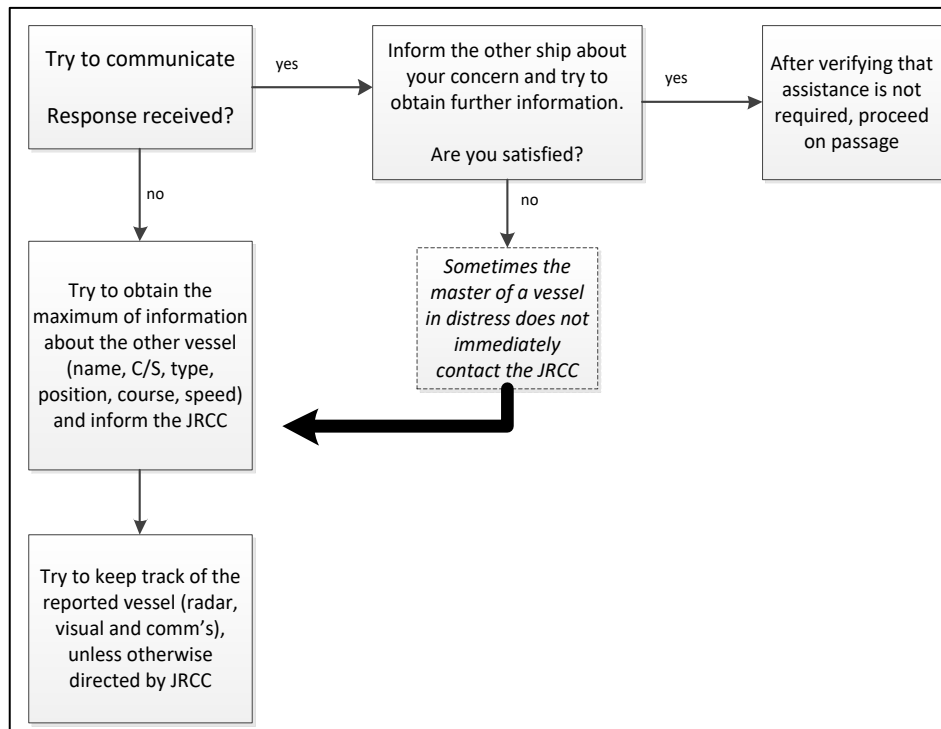 Try to communicate
Response received?
yes
Inform the other ship about
your concern and try to
obtain further information.
Are you satisfied?
yes
After verifying that
assistance is not
required, proceed
on passage
no
no
Try to obtain the
maximum of information
about the other vessel
(name, C/S, type,
position, course, speed)
and inform the JRCC
Sometimes the
master of a vessel
in distress does not
immediately
contact the JRCC
Try to keep track of the
reported vessel (radar,
visual and comm's),
unless otherwise
directed by JRCC